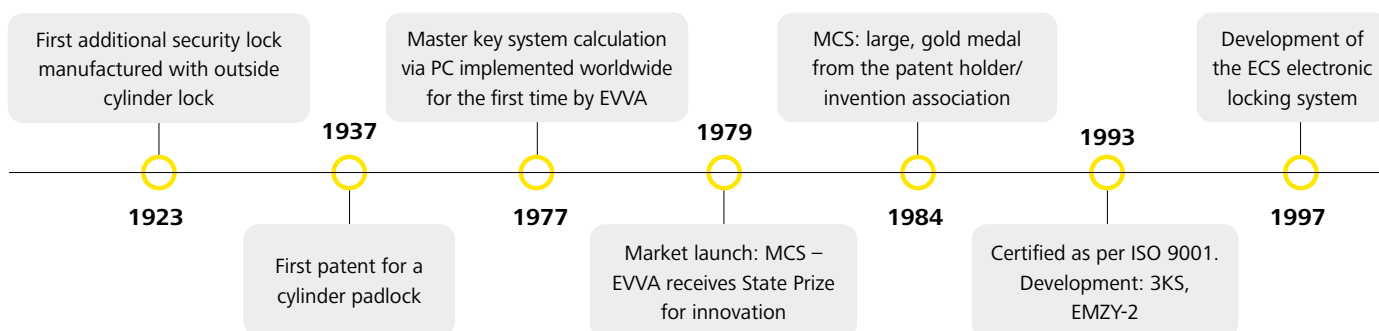 First additional security lock
manufactured with outside
cylinder lock
1923
1937
First patent for a
cylinder padlock
Master key system calculation
via PC implemented worldwide
for the first time by EVVA
1977
1979
Market launch: MCS –
EVVA receives State Prize
for innovation
MCS: large, gold medal
from the patent holder/
invention association
1984
1993
Certified as per ISO 9001.
Development: 3KS,
EMZY-2
Development of
the ECS electronic
locking system
1997